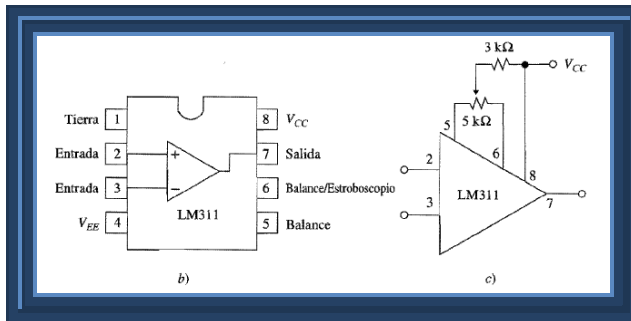 Tierra 1
Entrada 2
Entrada 3
VEE 4
+
−
LM311
8 VCC
7 Salida
6 Balance/Estroboscopio
5 Balance
b)
3 kΩ
VCC
5 kΩ
5
6
8
2
3
LM311
7
c)